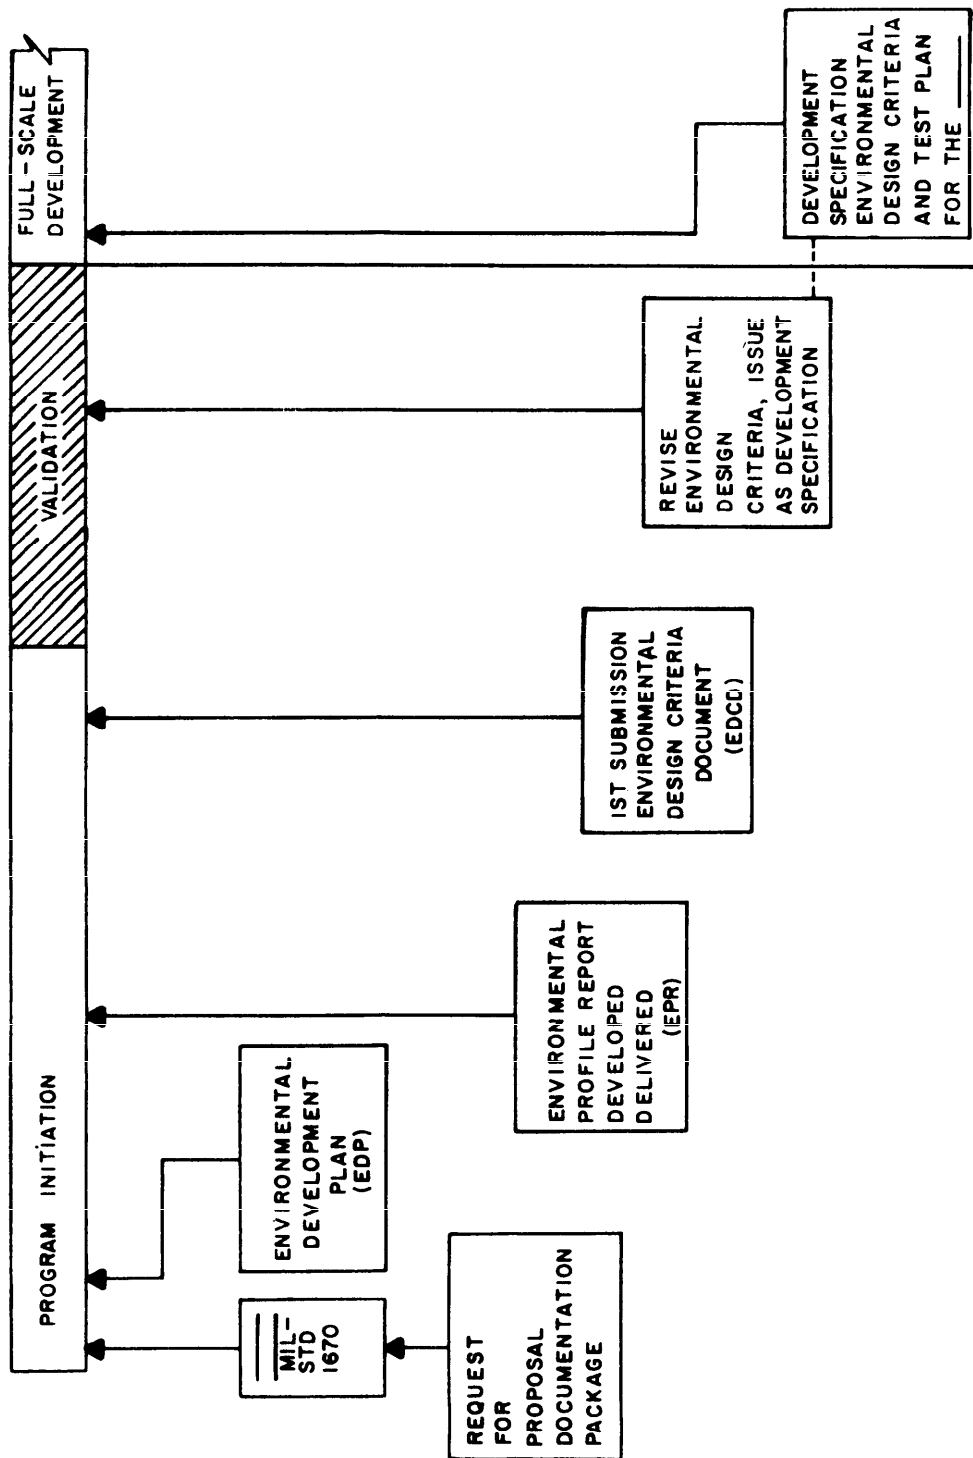 PROGRAM INITIATION
VALIDATION
FULL-SCALE
DEVELOPMENT
MIL-
STD
1670
REQUEST
FOR
PROPOSAL
DOCUMENTATION
PACKAGE
ENVIRONMENTAL
DEVELOPMENT
PLAN
(EDP)
ENVIRONMENTAL
PROFILE REPORT
DEVELOPED
DELIVERED
(EPR)
IST SUBMISSION
ENVIRONMENTAL
DESIGN CRITERIA
DOCUMENT
(EDCD)
REVISE
ENVIRONMENTAL
DESIGN
CRITERIA, ISSUE
AS DEVELOPMENT
SPECIFICATION
DEVELOPMENT
SPECIFICATION
ENVIRONMENTAL
DESIGN CRITERIA
AND TEST PLAN
FOR THE ____